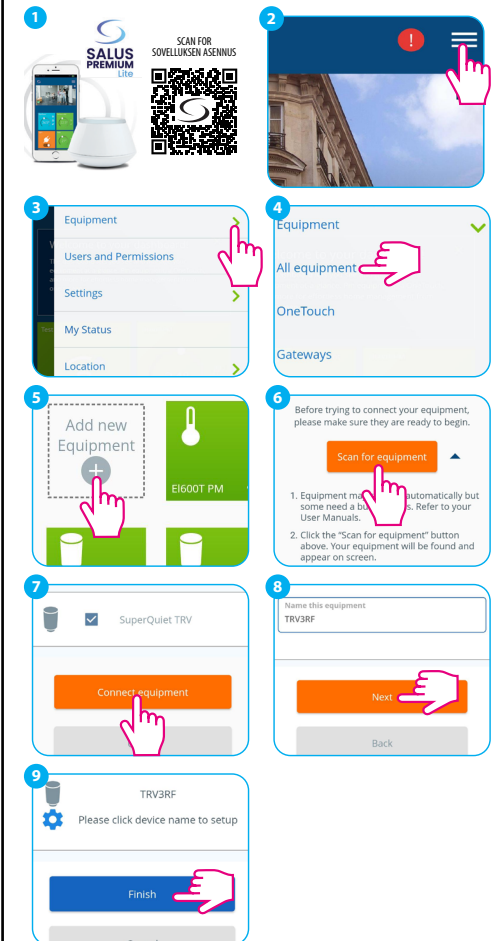 1
SALUS
PREMIUM
Lite
SCAN FOR
SOVELLUKSEN ASENNUS
2
!
3
Equipment
Users and Permissions
Settings
My Status
Location
4
Equipment
All equipment
OneTouch
Gateways
5
Add new
Equipment
EI600T PM
6
Before trying to connect your equipment,
please make sure they are ready to begin.
Scan for equipment
1. Equipment automatically but
some need a Refer to your
User Manuals.
2. Click the “Scan for equipment” button
above. Your equipment will be found and
appear on screen.
7
SuperQuiet TRV
Connect equipment
8
Name this equipment
TRV3RF
Next
Back
9
TRV3RF
Please click device name to setup
Finish